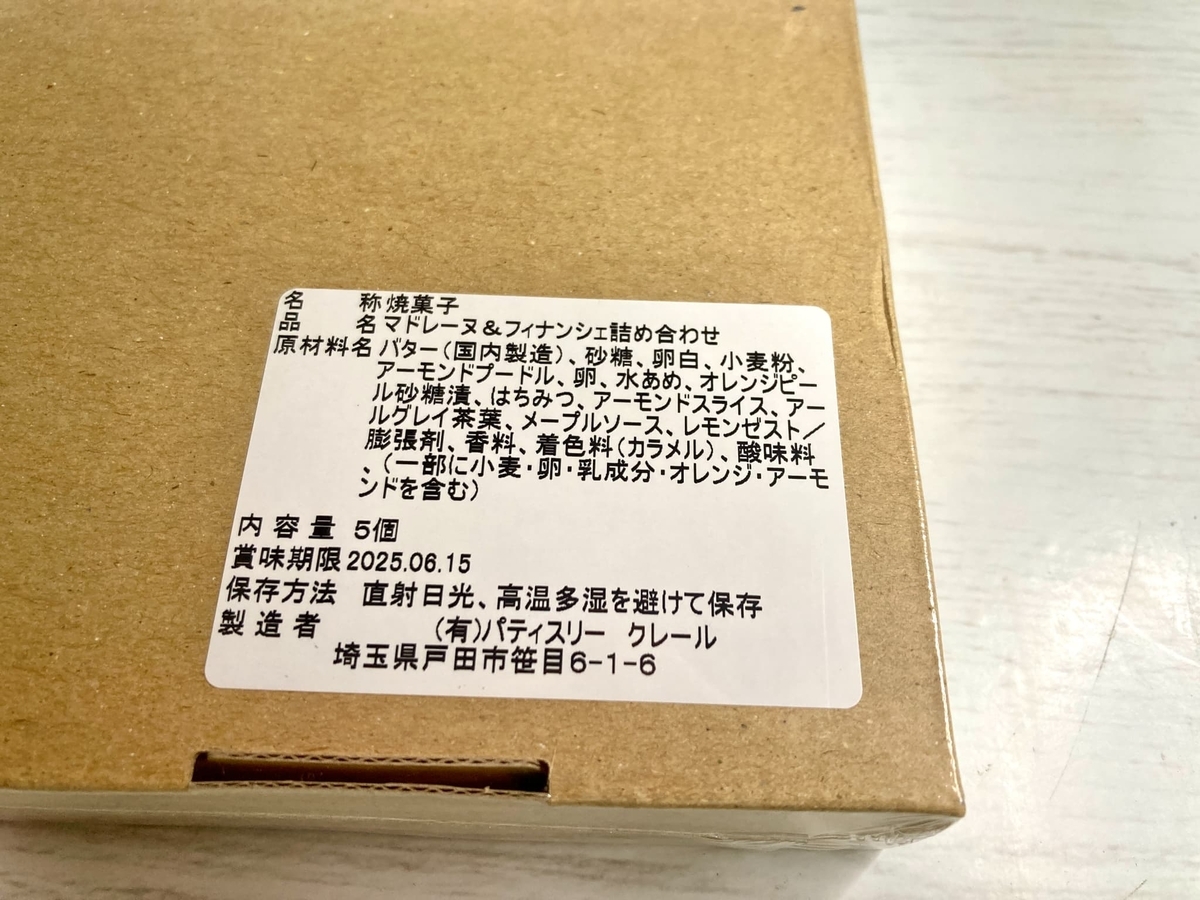 名　称 焼菓子
品　名 マドレーヌ＆フィナンシェ詰め合わせ
原材料名 バター（国内製造）、砂糖、卵白、小麦粉、
アーモンドプードル、卵、水あめ、オレンジピー
ル砂糖漬、はちみつ、アーモンドスライス、アー
ルグレイ茶葉、メープルソース、レモンゼスト／
膨張剤、香料、着色料（カラメル）、酸味料
、（一部に小麦・卵・乳成分・オレンジ・アーモ
ンドを含む）
内容量 5個
賞味期限 2025.06.15
保存方法　直射日光、高温多湿を避けて保存
製造者　（有）パティスリー　クレール
埼玉県戸田市笹目6-1-6